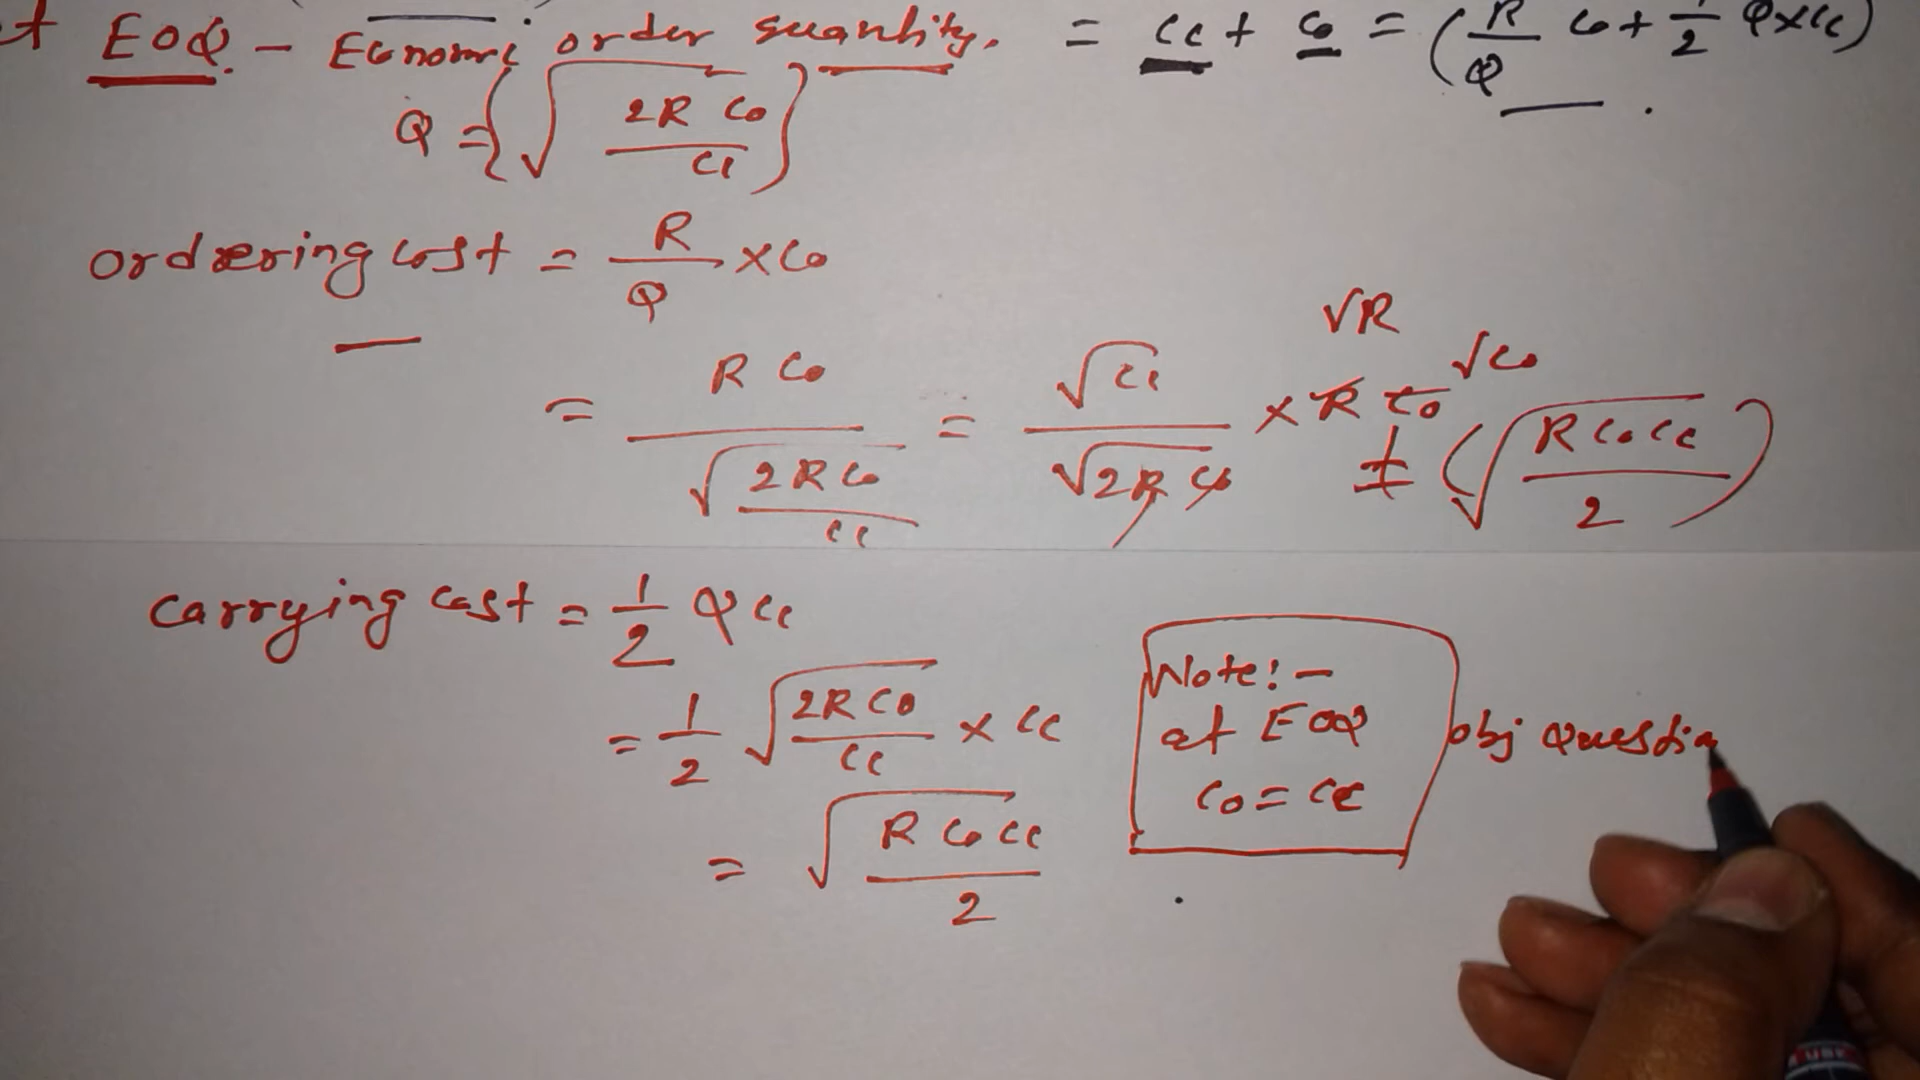 t EOQ - Economic order quantity. = Cc + Co = (R/Q Co + 1/2 Q×Cc)
Q = {√(2R Co / Cc)}
ordering cost = R/Q × Co
= R Co / √(2R Co / Cc) = √Cc / √2R Co × R Co √R √Co
= (√(R Co Cc / 2))
carrying cost = 1/2 Q Cc
= 1/2 √(2R Co / Cc) × Cc
= √(R Co Cc / 2)
Note:-
at EOQ
Co = Cc
obj Questio